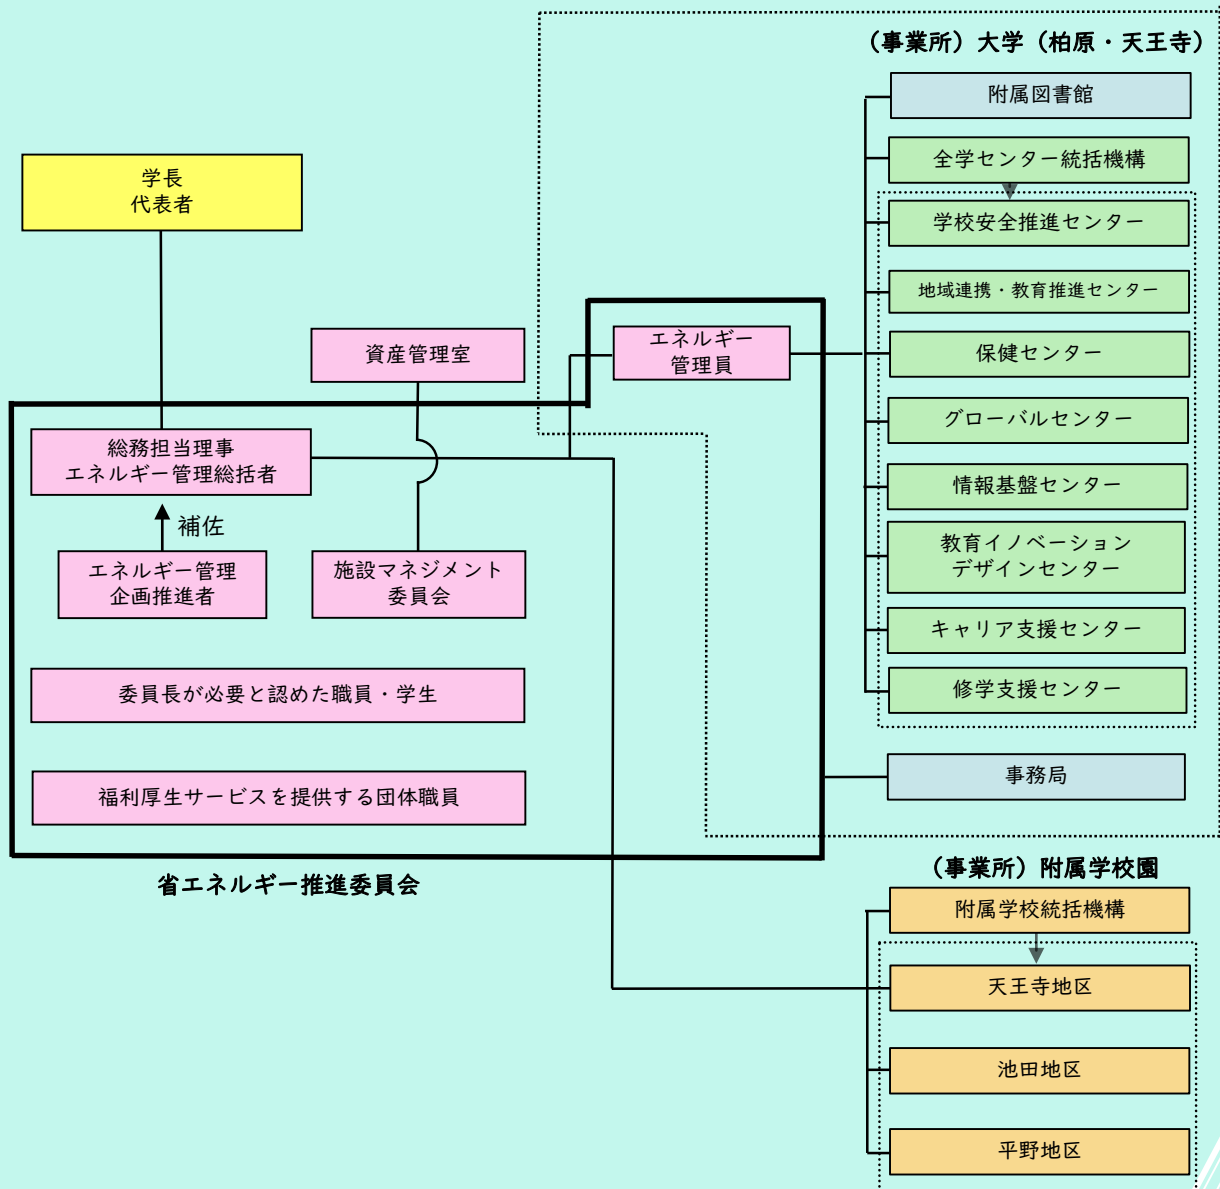 （事業所）大学（柏原・天王寺）
附属図書館
全学センター統括機構
学校安全推進センター
地域連携・教育推進センター
保健センター
グローバルセンター
情報基盤センター
教育イノベーション
デザインセンター
キャリア支援センター
修学支援センター
事務局
学長
代表者
資産管理室
エネルギー
管理員
総務担当理事
エネルギー管理総括者
補佐
エネルギー管理
企画推進者
施設マネジメント
委員会
委員長が必要と認めた職員・学生
福利厚生サービスを提供する団体職員
省エネルギー推進委員会
（事業所）附属学校園
附属学校統括機構
天王寺地区
池田地区
平野地区